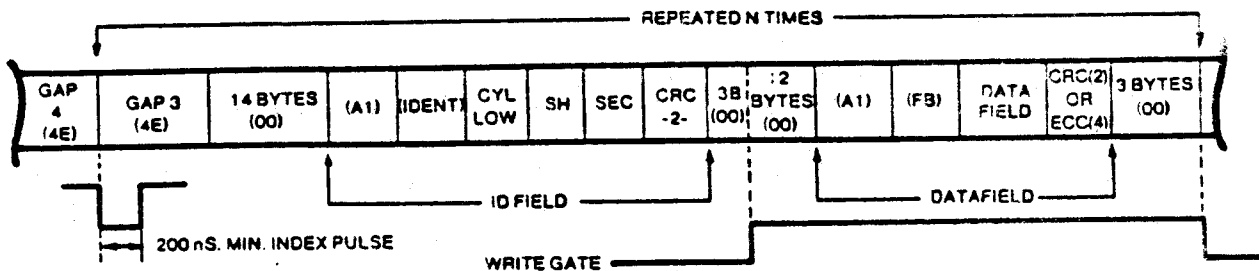 REPEATED N TIMES
GAP 4 (4E)
GAP 3 (4E)
14 BYTES (00)
(A1)
(IDENT)
CYL LOW
SH
SEC
CRC -2-
3B (00)
:2 BYTES (00)
(A1)
(FB)
DATA FIELD
CRC(2) OR ECC(4)
3 BYTES (00)
ID FIELD
DATAFIELD
200 nS. MIN. INDEX PULSE
WRITE GATE